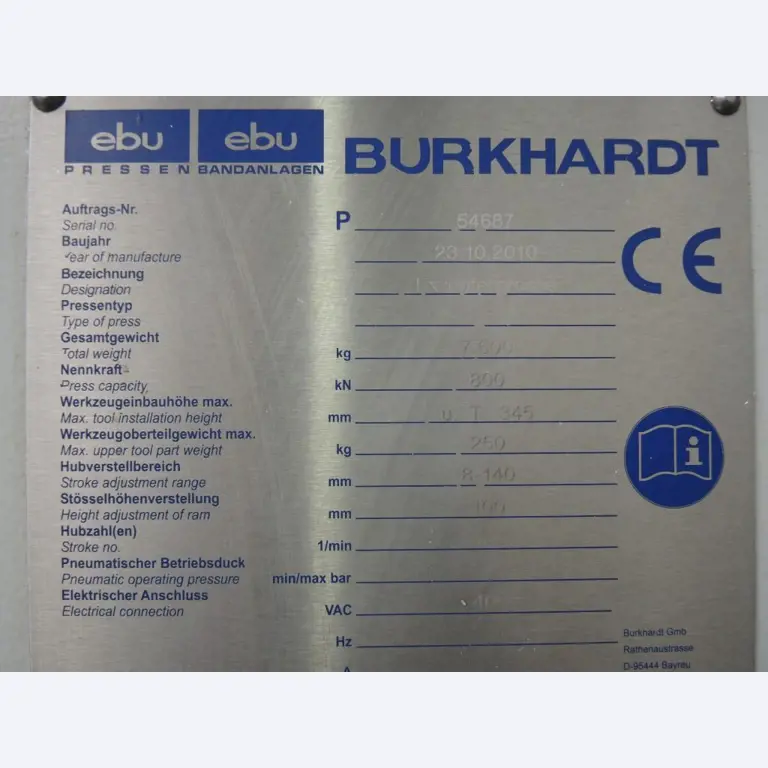 ebu ebu BURKHARDT
PRESSEN BANDANLAGEN
Auftrags-Nr.
Serial no. P 54687
Baujahr
Year of manufacture 23.10.2010
Bezeichnung
Designation
Pressentyp
Type of press
Gesamtgewicht
Total weight kg 7.600
Nennkraft
Press capacity kN 800
Werkzeugeinbauhöhe max.
Max. tool installation height mm u. T. 345
Werkzeugoberteilgewicht max.
Max. upper tool part weight kg 250
Hubverstellbereich
Stroke adjustment range mm 8-140
Stösselhöhenverstellung
Height adjustment of ram mm 100
Hubzahl(en)
Stroke no. 1/min
Pneumatischer Betriebsduck
Pneumatic operating pressure min/max bar
Elektrischer Anschluss
Electrical connection VAC
Hz
A
CE
i
Burkhardt Gmb
Rathenaustrasse
D-95444 Bayreu